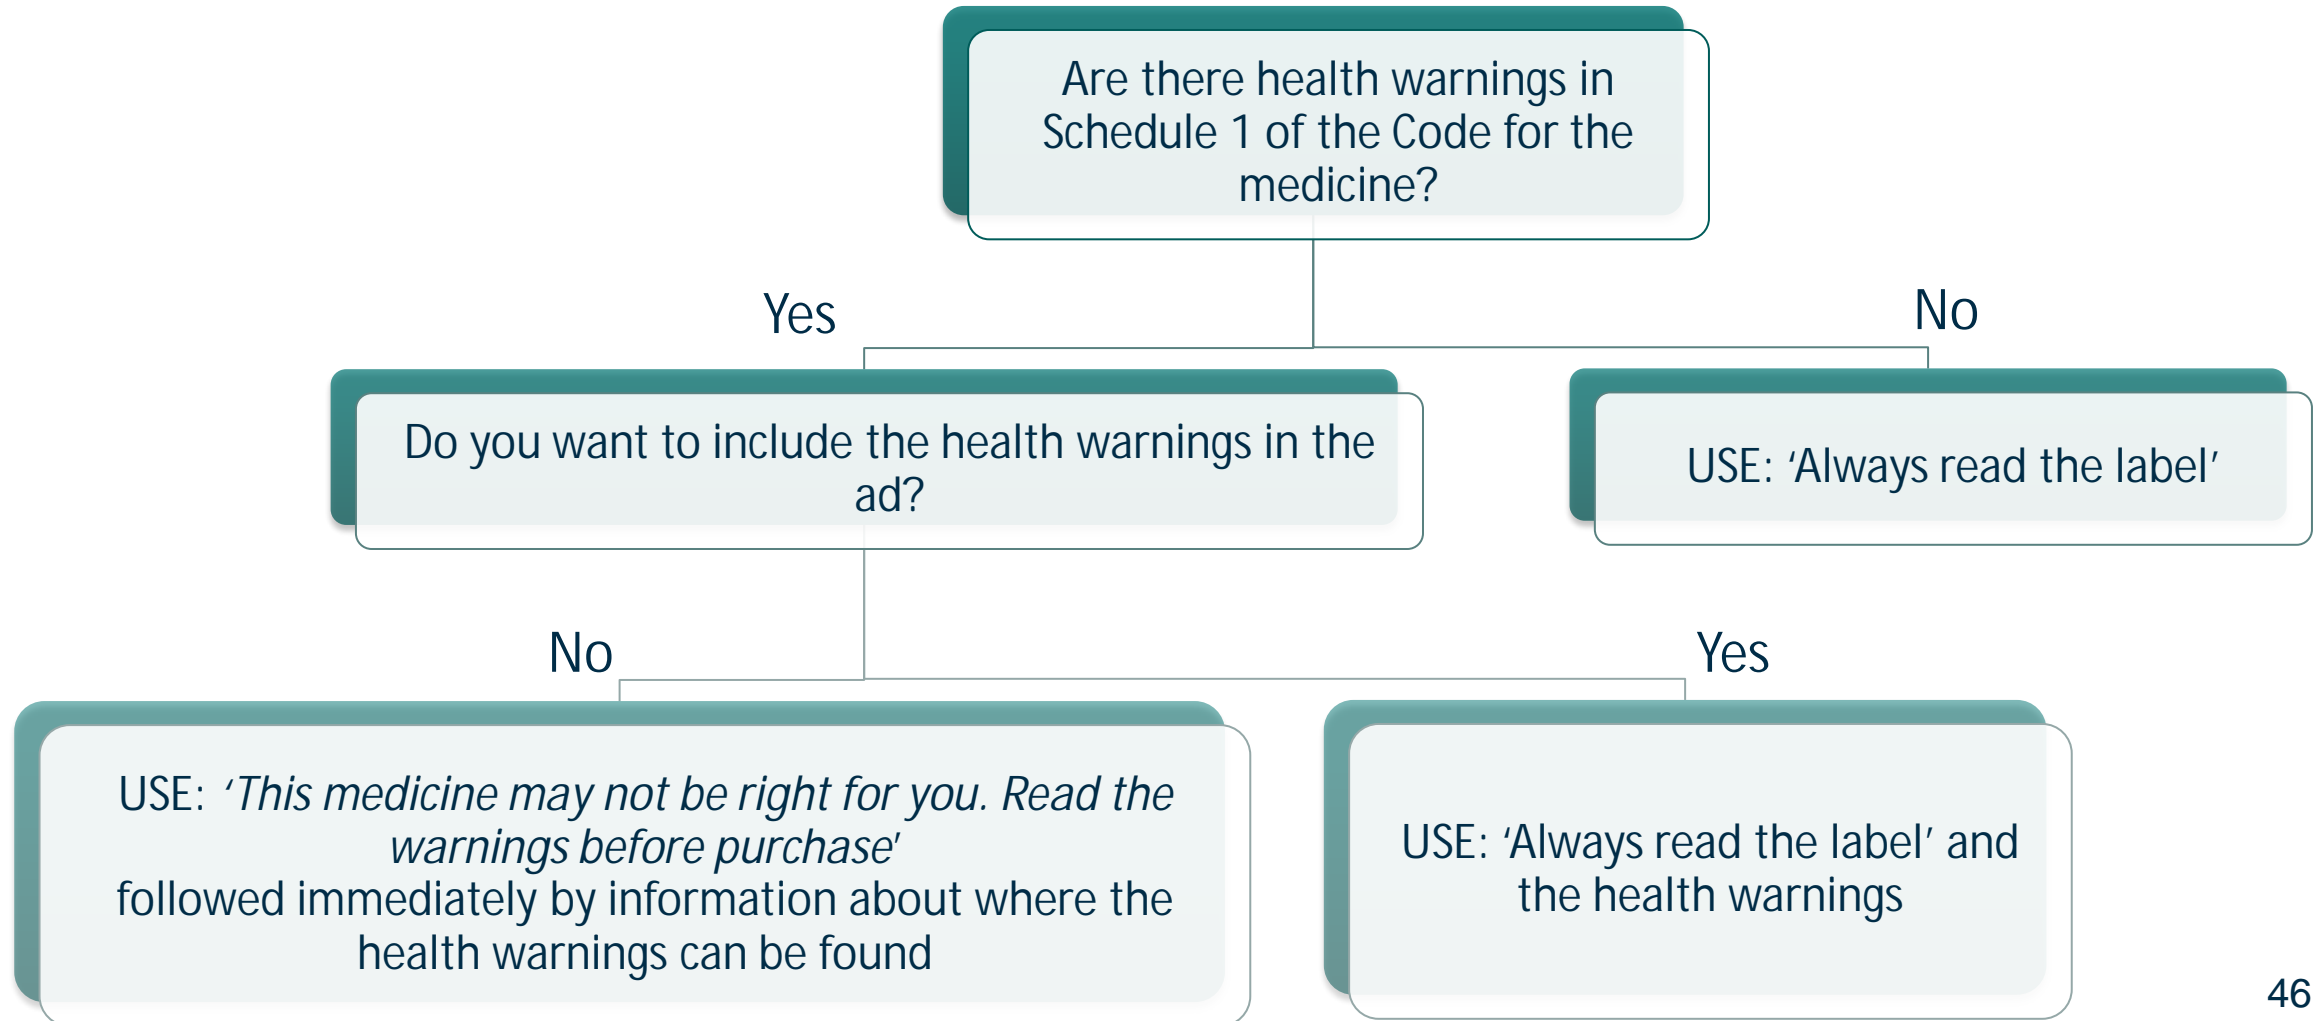 Are there health warnings in
Schedule 1 of the Code for the
medicine?
Yes
No
Do you want to include the health warnings in the
ad?
USE: ‘Always read the label’
No
Yes
USE: ‘This medicine may not be right for you. Read the
warnings before purchase’
followed immediately by information about where the
health warnings can be found
USE: ‘Always read the label’ and
the health warnings
46